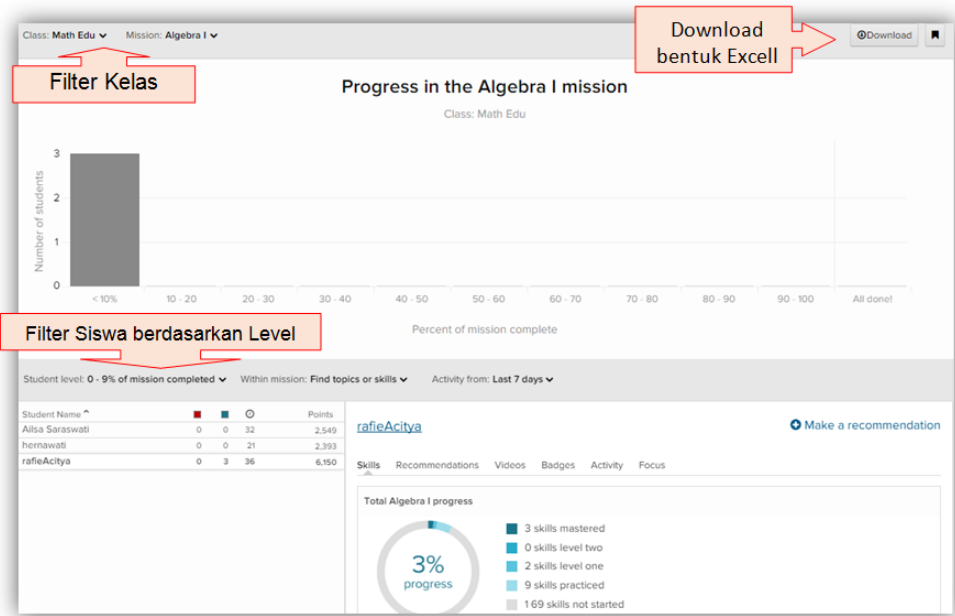 Class: Math Edu Mission: Algebra I
Download
bentuk Excell
Download
Filter Kelas
Progress in the Algebra I mission
Class: Math Edu
Number of students
3
2
1
0
< 10% 10 - 20 20 - 30 30 - 40 40 - 50 50 - 60 60 - 70 70 - 80 80 - 90 90 - 100 All done!
Percent of mission complete
Filter Siswa berdasarkan Level
Student level: 0 - 9% of mission completed Within mission: Find topics or skills Activity from: Last 7 days
Student Name Points
Ailsa Saraswati 0 0 32 2,549
hernawati 0 0 21 2,393
rafieAcitya 0 3 36 6,150
rafieAcitya
Make a recommendation
Skills Recommendations Videos Badges Activity Focus
Total Algebra I progress
3%
progress
3 skills mastered
0 skills level two
2 skills level one
9 skills practiced
169 skills not started